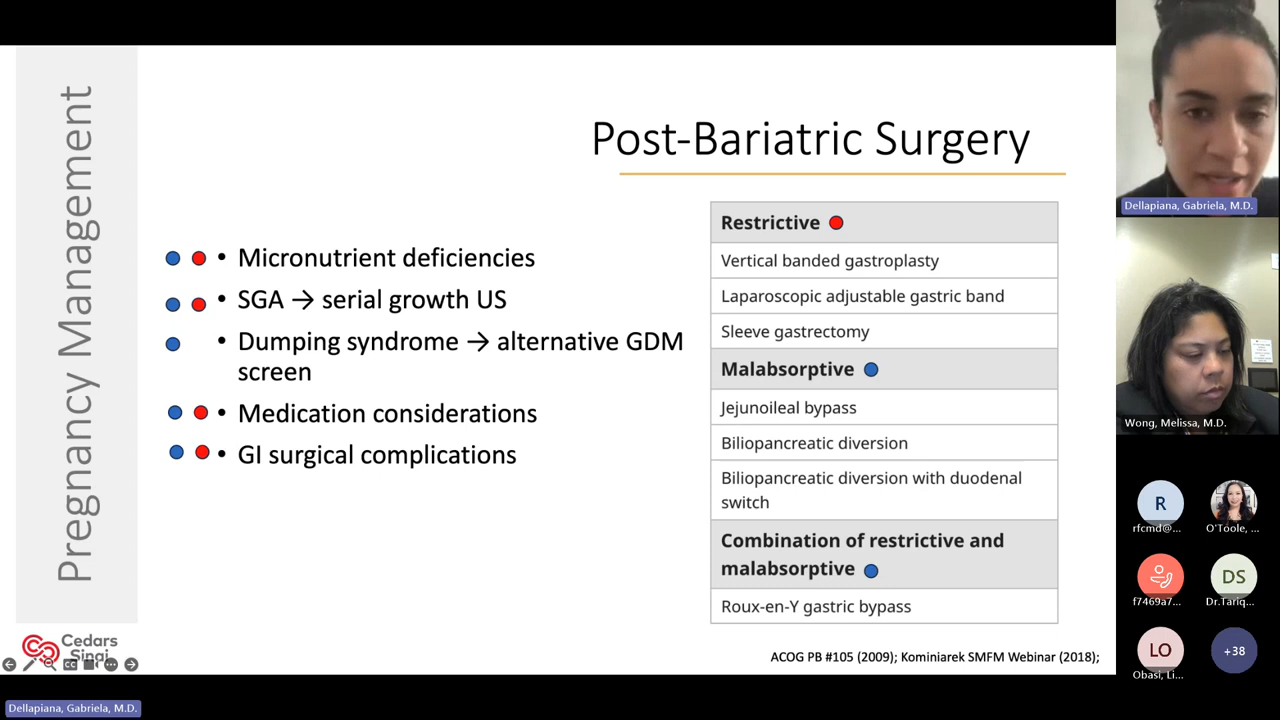 Pregnancy Management
Post-Bariatric Surgery
• Micronutrient deficiencies
• SGA → serial growth US
• Dumping syndrome → alternative GDM
screen
• Medication considerations
• GI surgical complications
Restrictive
Vertical banded gastroplasty
Laparoscopic adjustable gastric band
Sleeve gastrectomy
Malabsorptive
Jejunoileal bypass
Biliopancreatic diversion
Biliopancreatic diversion with duodenal
switch
Combination of restrictive and
malabsorptive
Roux-en-Y gastric bypass
ACOG PB #105 (2009); Kominiarek SMFM Webinar (2018);
Cedars
Sinai
Dellapiana, Gabriela, M.D.
Dellapiana, Gabriela, M.D.
Wong, Melissa, M.D.
R
rfcmd@...
O'Toole, ...
f7469a7...
DS
Dr.Tariq...
LO
Obasi, Li...
+38